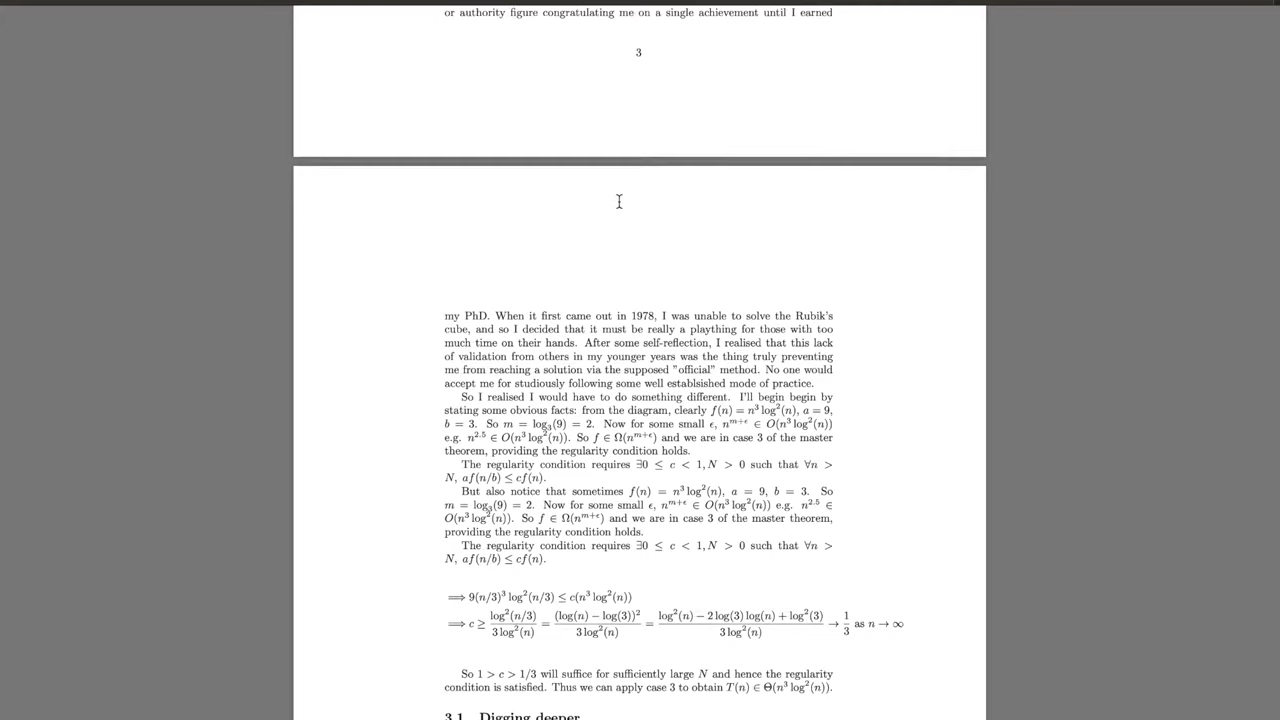 or authority figure congratulating me on a single achievement until I earned
3
my PhD. When it first came out in 1978, I was unable to solve the Rubik's
cube, and so I decided that it must be really a plaything for those with too
much time on their hands. After some self-reflection, I realised that this lack
of validation from others in my younger years was the thing truly preventing
me from reaching a solution via the supposed "official" method. No one would
accept me for studiously following some well establsished mode of practice.
So I realised I would have to do something different. I'll begin begin by
stating some obvious facts: from the diagram, clearly f(n) = n³ log²(n), a = 9,
b = 3. So m = log₃(9) = 2. Now for some small ϵ, nᵐ⁺ᵋ ∈ O(n³ log²(n))
e.g. n²·⁵ ∈ O(n³ log²(n)). So f ∈ Ω(nᵐ⁺ᵋ) and we are in case 3 of the master
theorem, providing the regularity condition holds.
The regularity condition requires ∃0 ≤ c < 1, N > 0 such that ∀n >
N, af(n/b) ≤ cf(n).
But also notice that sometimes f(n) = n³ log²(n), a = 9, b = 3. So
m = log₃(9) = 2. Now for some small ϵ, nᵐ⁺ᵋ ∈ O(n³ log²(n)) e.g. n²·⁵ ∈
O(n³ log²(n)). So f ∈ Ω(nᵐ⁺ᵋ) and we are in case 3 of the master theorem,
providing the regularity condition holds.
The regularity condition requires ∃0 ≤ c < 1, N > 0 such that ∀n >
N, af(n/b) ≤ cf(n).
⟹ 9(n/3)³ log²(n/3) ≤ c(n³ log²(n))
⟹ c ≥ log²(n/3) / 3 log²(n) = (log(n) − log(3))² / 3 log²(n) = log²(n) − 2 log(3) log(n) + log²(3) / 3 log²(n) → 1/3 as n → ∞
So 1 > c > 1/3 will suffice for sufficiently large N and hence the regularity
condition is satisfied. Thus we can apply case 3 to obtain T(n) ∈ Θ(n³ log²(n)).
3.1 Digging deeper